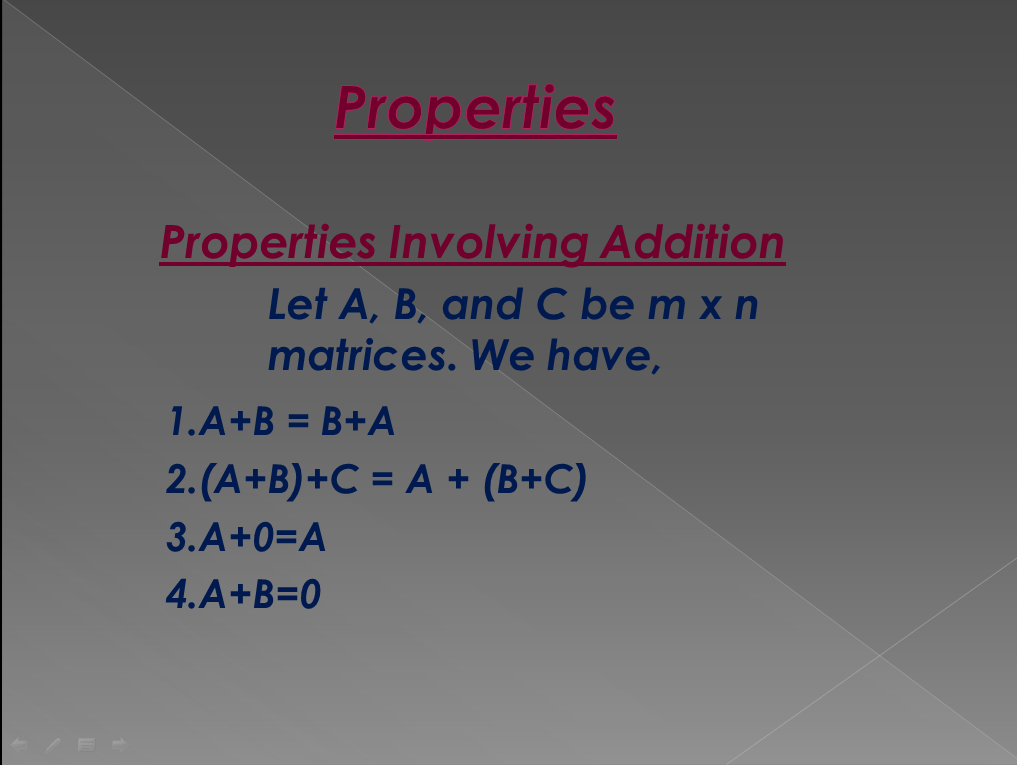 Properties
Properties Involving Addition
Let A, B, and C be m x n
matrices. We have,
1.A+B = B+A
2.(A+B)+C = A + (B+C)
3.A+0=A
4.A+B=0